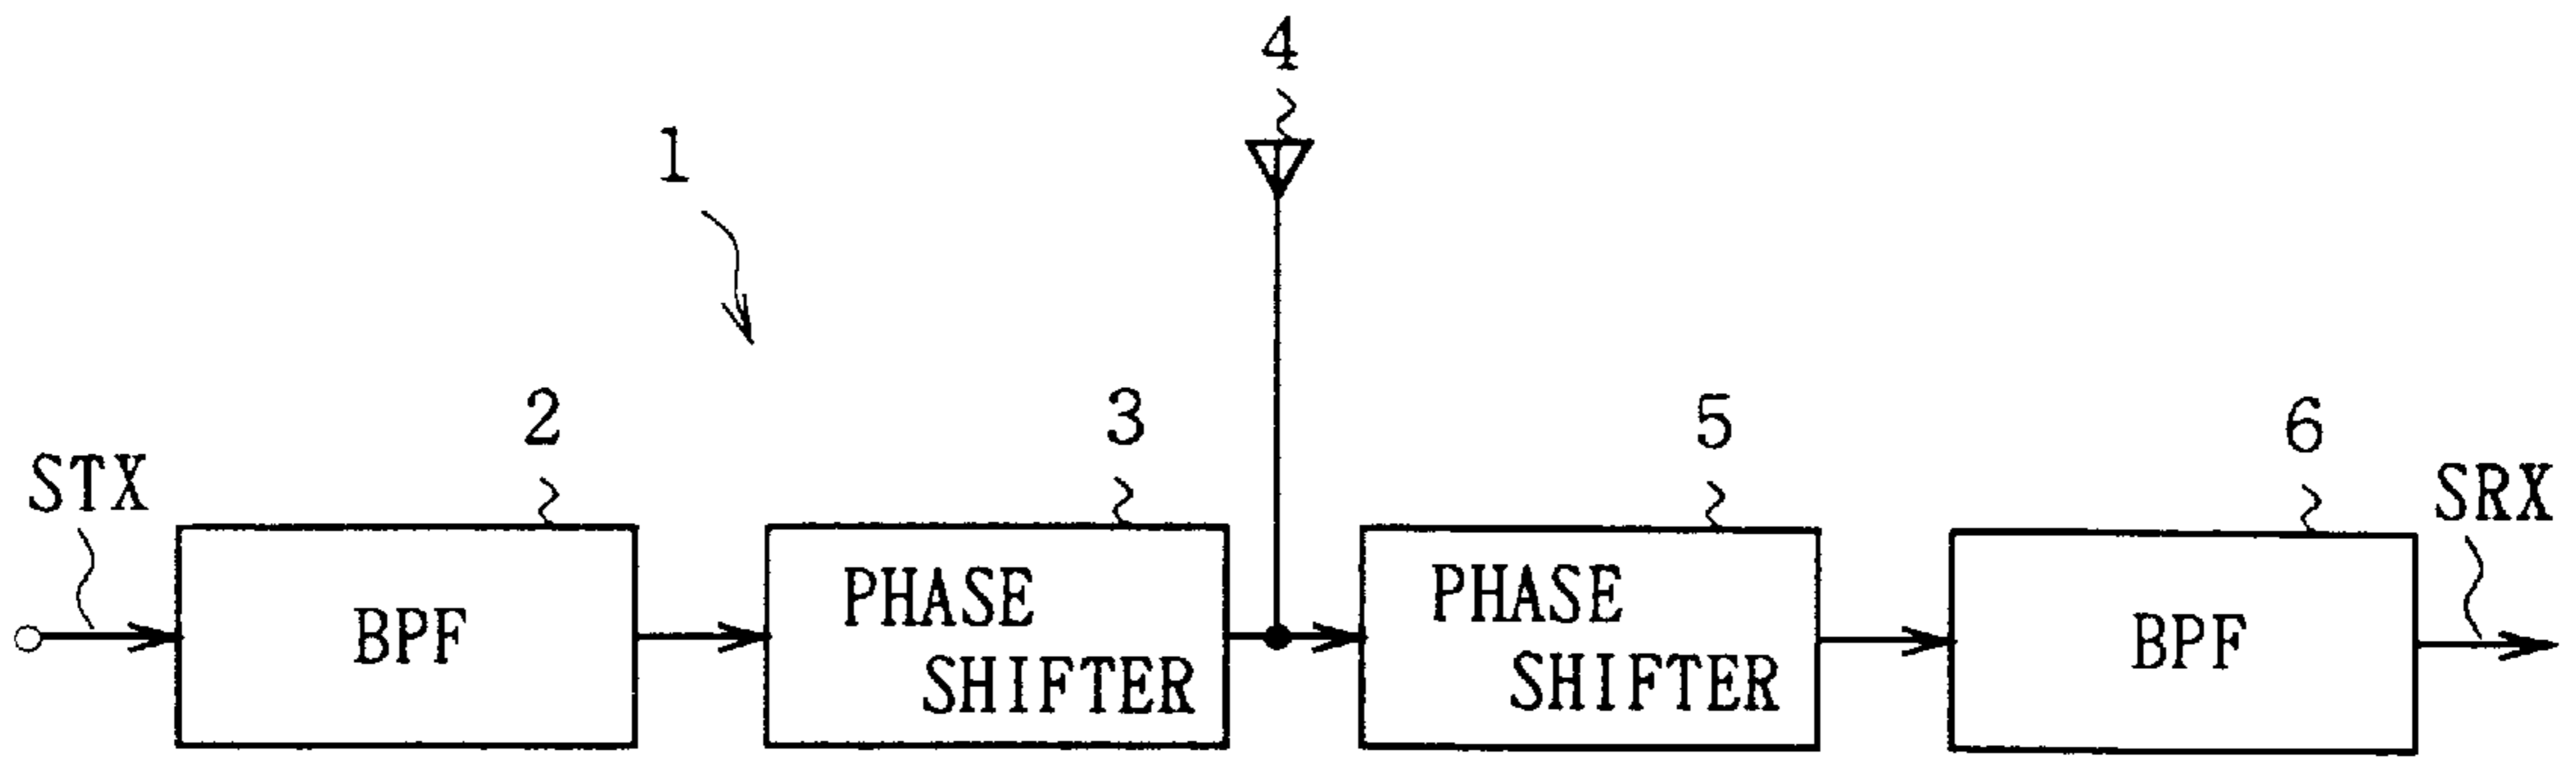 4
1
2
3
5
6
STX
SRX
BPF
PHASE
SHIFTER
PHASE
SHIFTER
BPF